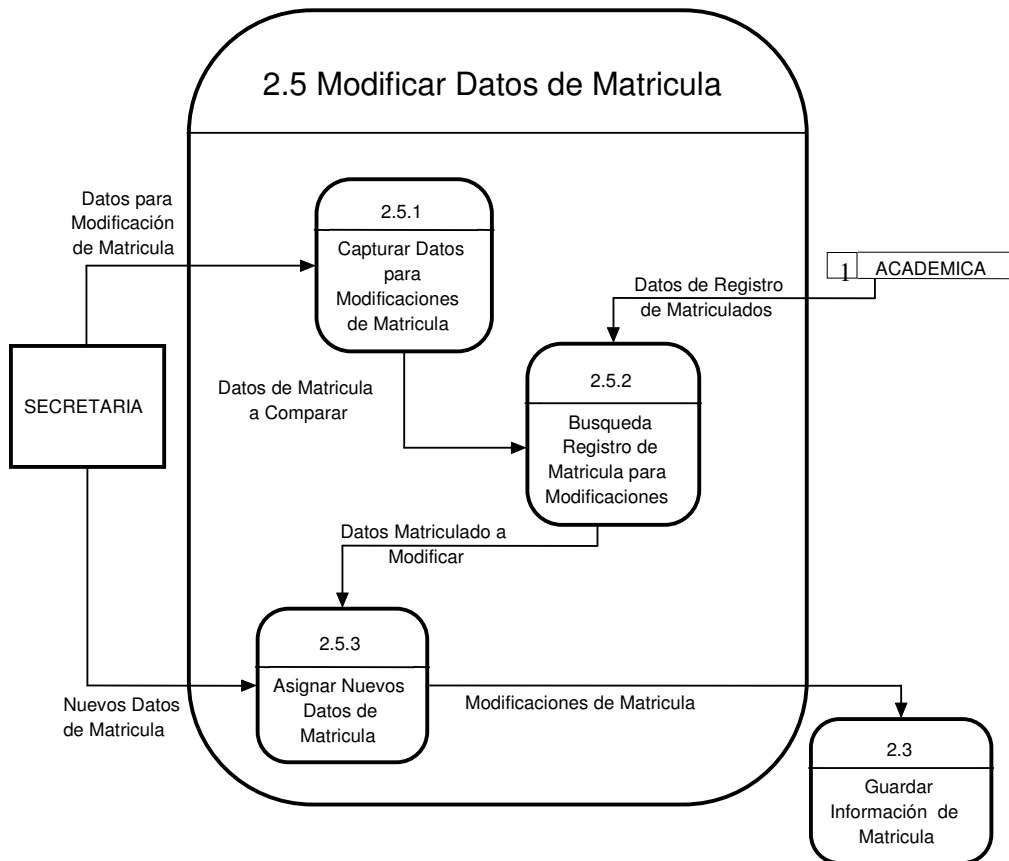 2.5 Modificar Datos de Matricula
Datos para
Modificación
de Matricula
2.5.1
Capturar Datos
para
Modificaciones
de Matricula
1 ACADEMICA
Datos de Registro
de Matriculados
SECRETARIA
Datos de Matricula
a Comparar
2.5.2
Busqueda
Registro de
Matricula para
Modificaciones
Datos Matriculado a
Modificar
2.5.3
Asignar Nuevos
Datos de
Matricula
Nuevos Datos
de Matricula
Modificaciones de Matricula
2.3
Guardar
Información de
Matricula